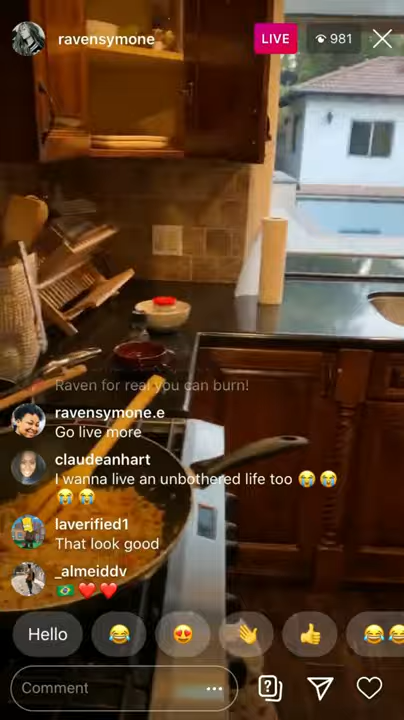 ravensymone
LIVE
981
Raven for real you can burn!
ravensymone.e
Go live more
claudeanhart
I wanna live an unbothered life too 😭 😭
😭 😭
laverified1
That look good
_almeiddv
🇧🇷 ❤️ ❤️
Hello 😂 😍 👋 👍 😂😂
Comment